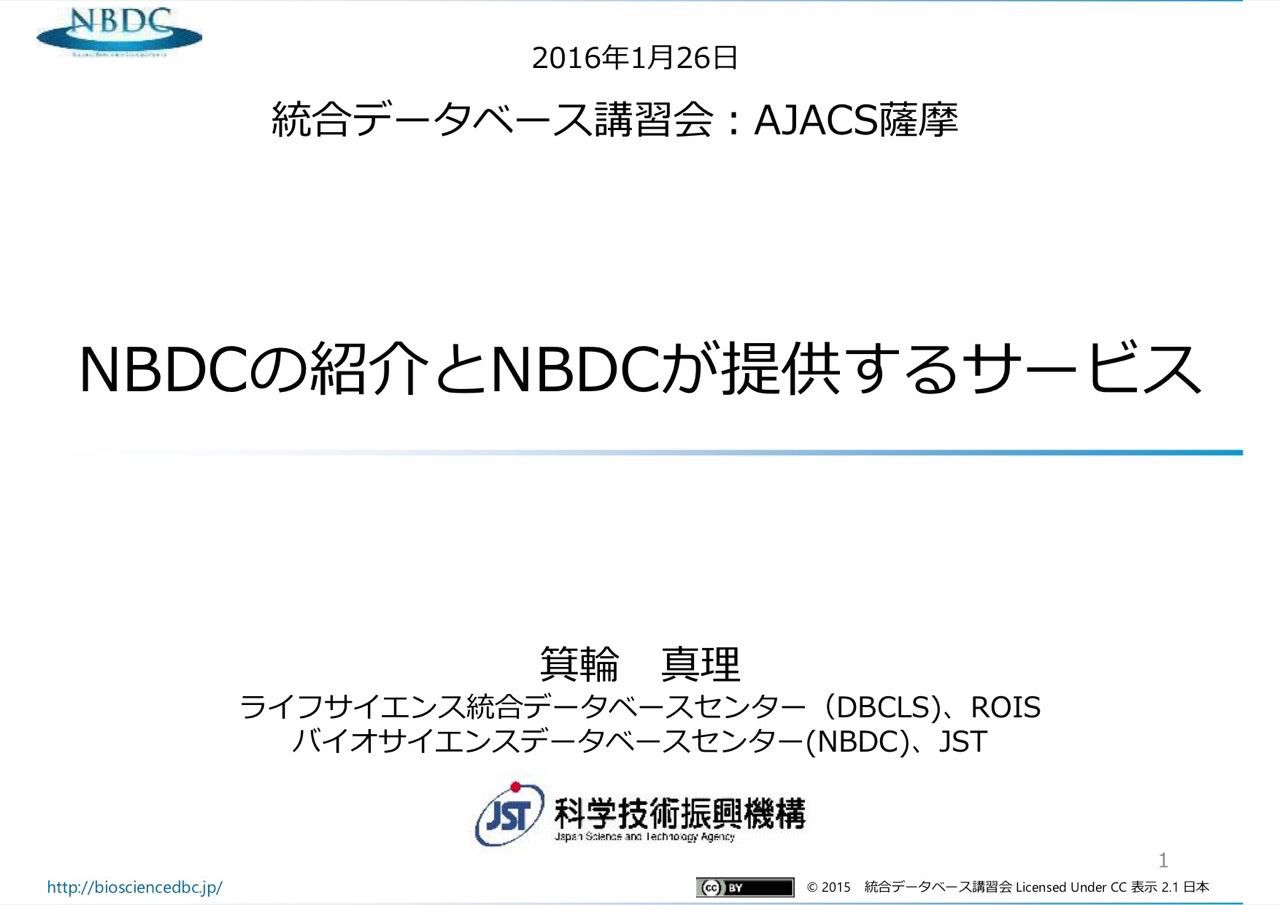 NBDC
2016年1月26日
統合データベース講習会：AJACS薩摩
NBDCの紹介とNBDCが提供するサービス
箕輪　真理
ライフサイエンス統合データベースセンター（DBCLS)、ROIS
バイオサイエンスデータベースセンター(NBDC)、JST
JST 科学技術振興機構
Japan Science and Technology Agency
1
http://biosciencedbc.jp/
cc BY © 2015　統合データベース講習会 Licensed Under CC 表示 2.1 日本